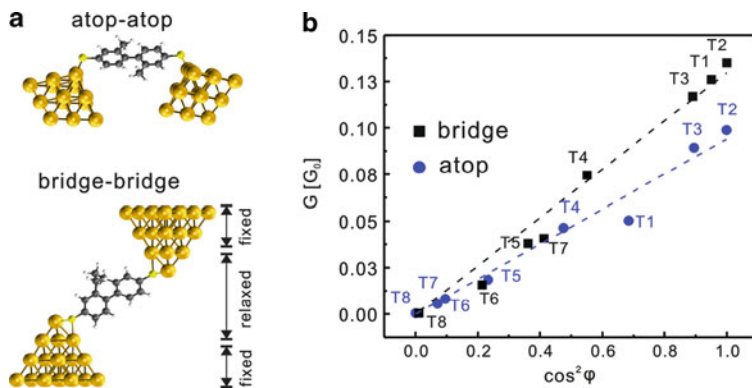 a
atop-atop
bridge-bridge
fixed
relaxed
fixed
b
G [G₀]
0.15
0.13
0.10
0.08
0.05
0.03
0.00
bridge
atop
T2
T1
T3
T2
T3
T4
T4
T1
T5
T7
T7
T5
T6
T6
T8
T8
0.0
0.2
0.4
0.6
0.8
1.0
cos²φ